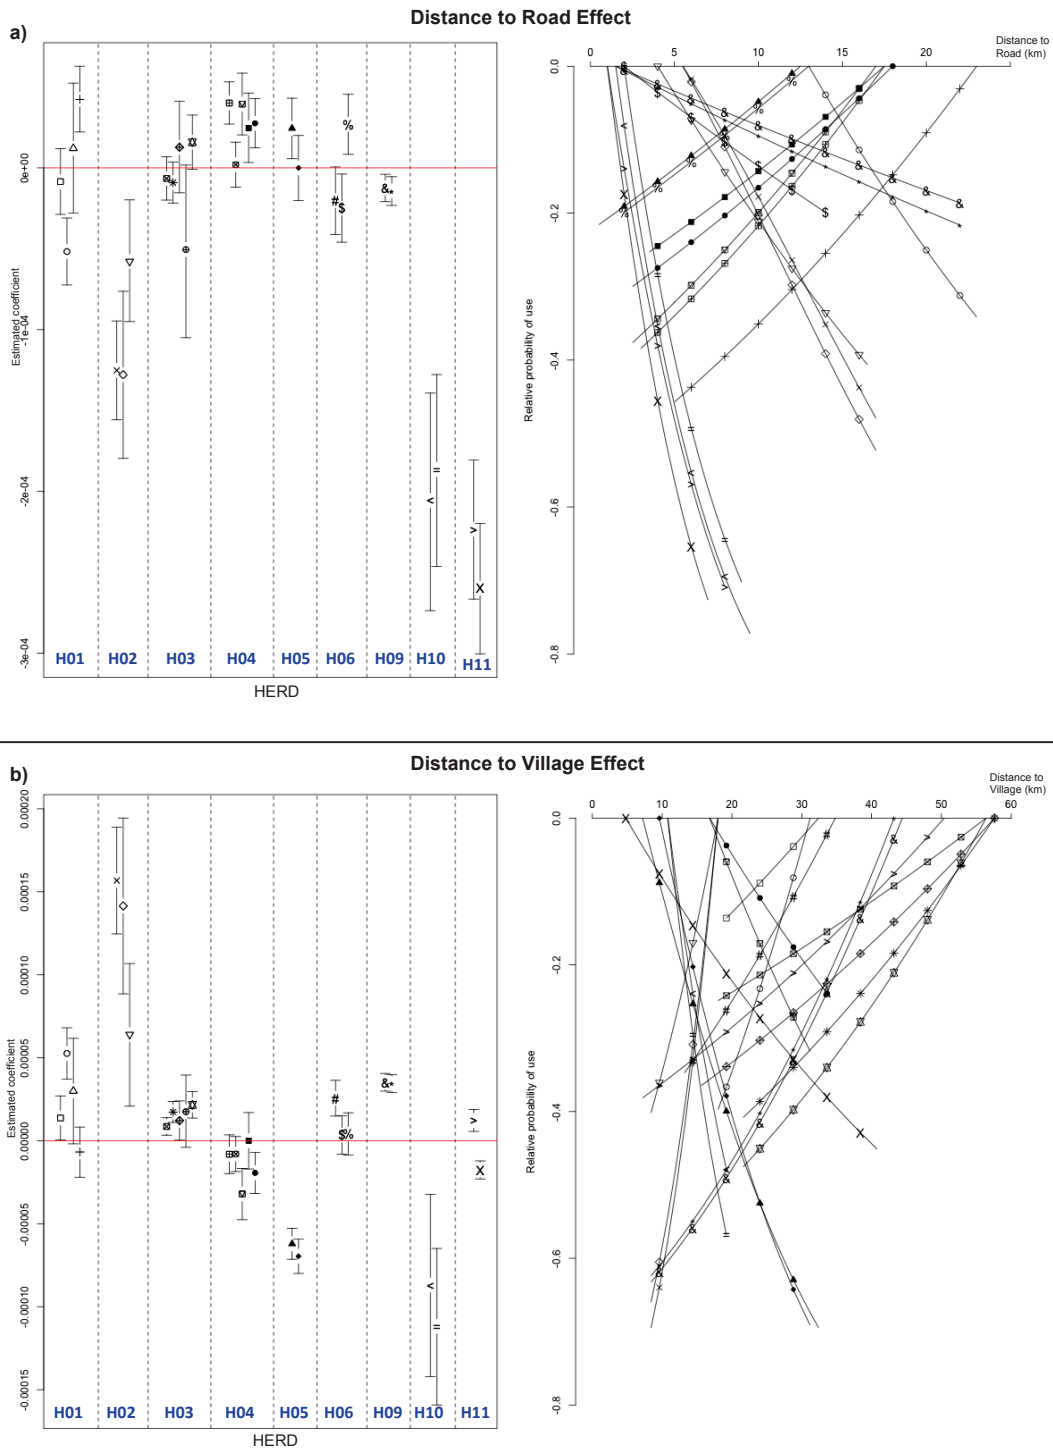 Distance to Road Effect
a)
Estimated coefficient
0e+00
-1e-04
-2e-04
-3e-04
H01 H02 H03 H04 H05 H06 H09 H10 H11
HERD
Distance to
Road (km)
0 5 10 15 20
Relative probability of use
0.0
-0.2
-0.4
-0.6
-0.8
Distance to Village Effect
b)
Estimated coefficient
0.00020
0.00015
0.00010
0.00005
0.00000
-0.00005
-0.00010
-0.00015
H01 H02 H03 H04 H05 H06 H09 H10 H11
HERD
Distance to
Village (km)
0 10 20 30 40 50 60
Relative probability of use
0.0
-0.2
-0.4
-0.6
-0.8